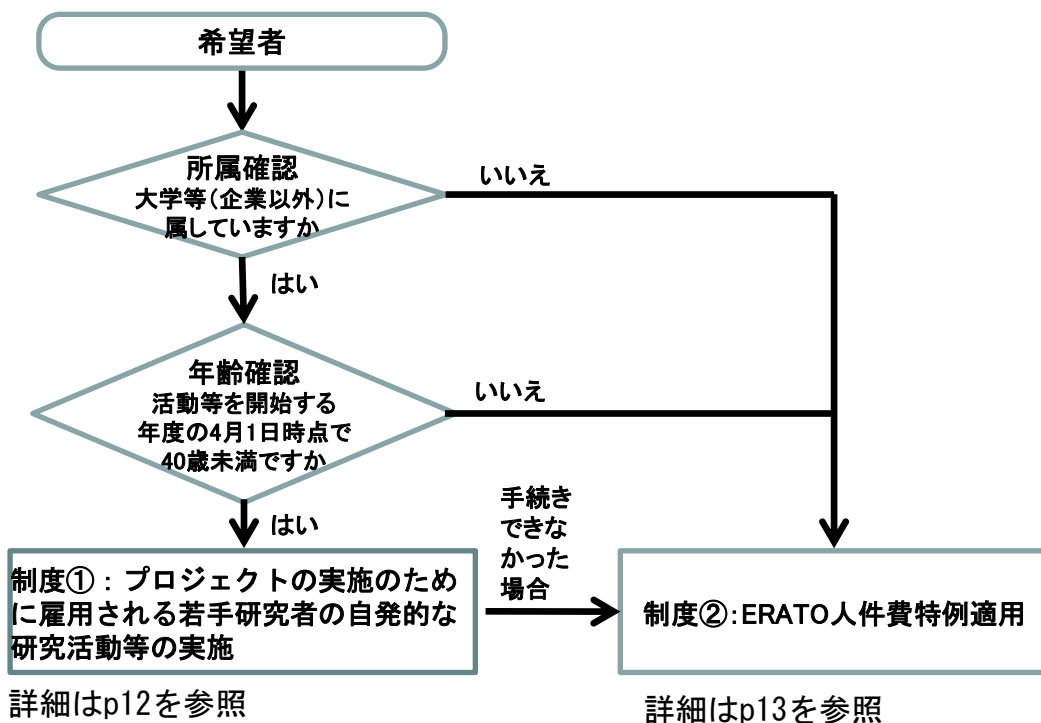 希望者
所属確認
大学等(企業以外)に
属していますか
いいえ
はい
年齢確認
活動等を開始する
年度の4月1日時点で
40歳未満ですか
いいえ
はい
手続き
できな
かった
場合
制度①:プロジェクトの実施のため
に雇用される若手研究者の自発的な
研究活動等の実施
制度②:ERATO人件費特例適用
詳細はp12を参照
詳細はp13を参照